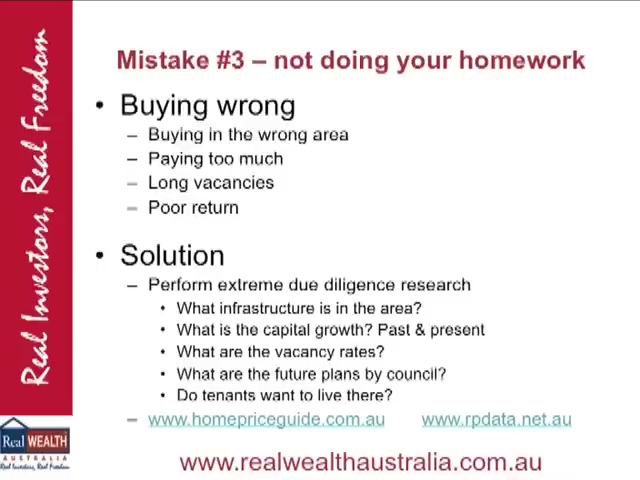 Mistake #3 – not doing your homework
• Buying wrong
– Buying in the wrong area
– Paying too much
– Long vacancies
– Poor return
• Solution
– Perform extreme due diligence research
• What infrastructure is in the area?
• What is the capital growth? Past & present
• What are the vacancy rates?
• What are the future plans by council?
• Do tenants want to live there?
– www.homepriceguide.com.au www.rpdata.net.au
www.realwealthaustralia.com.au
Real Investors, Real Freedom
Real WEALTH
AUSTRALIA
Real Investors, Real Freedom